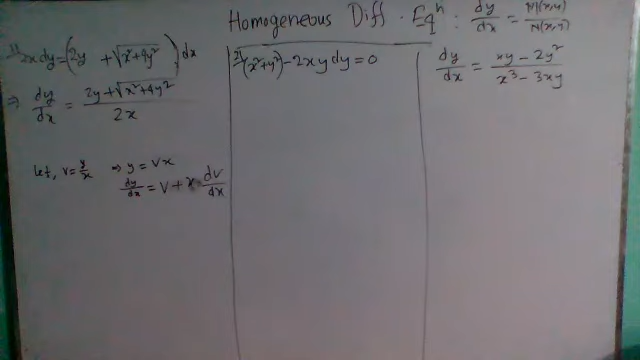 Homogeneous Diff. Eqⁿ : dy/dx = M(x,y)/N(x,y)
1) 2x dy = (2y + √(x²+4y²)) dx
⇒ dy/dx = (2y + √(x²+4y²))/2x
let, v = y/x ⇒ y = vx
dy/dx = v + x dv/dx
2) (x²+y²) - 2xy dy = 0
dy/dx = (xy - 2y²)/(x³ - 3xy)